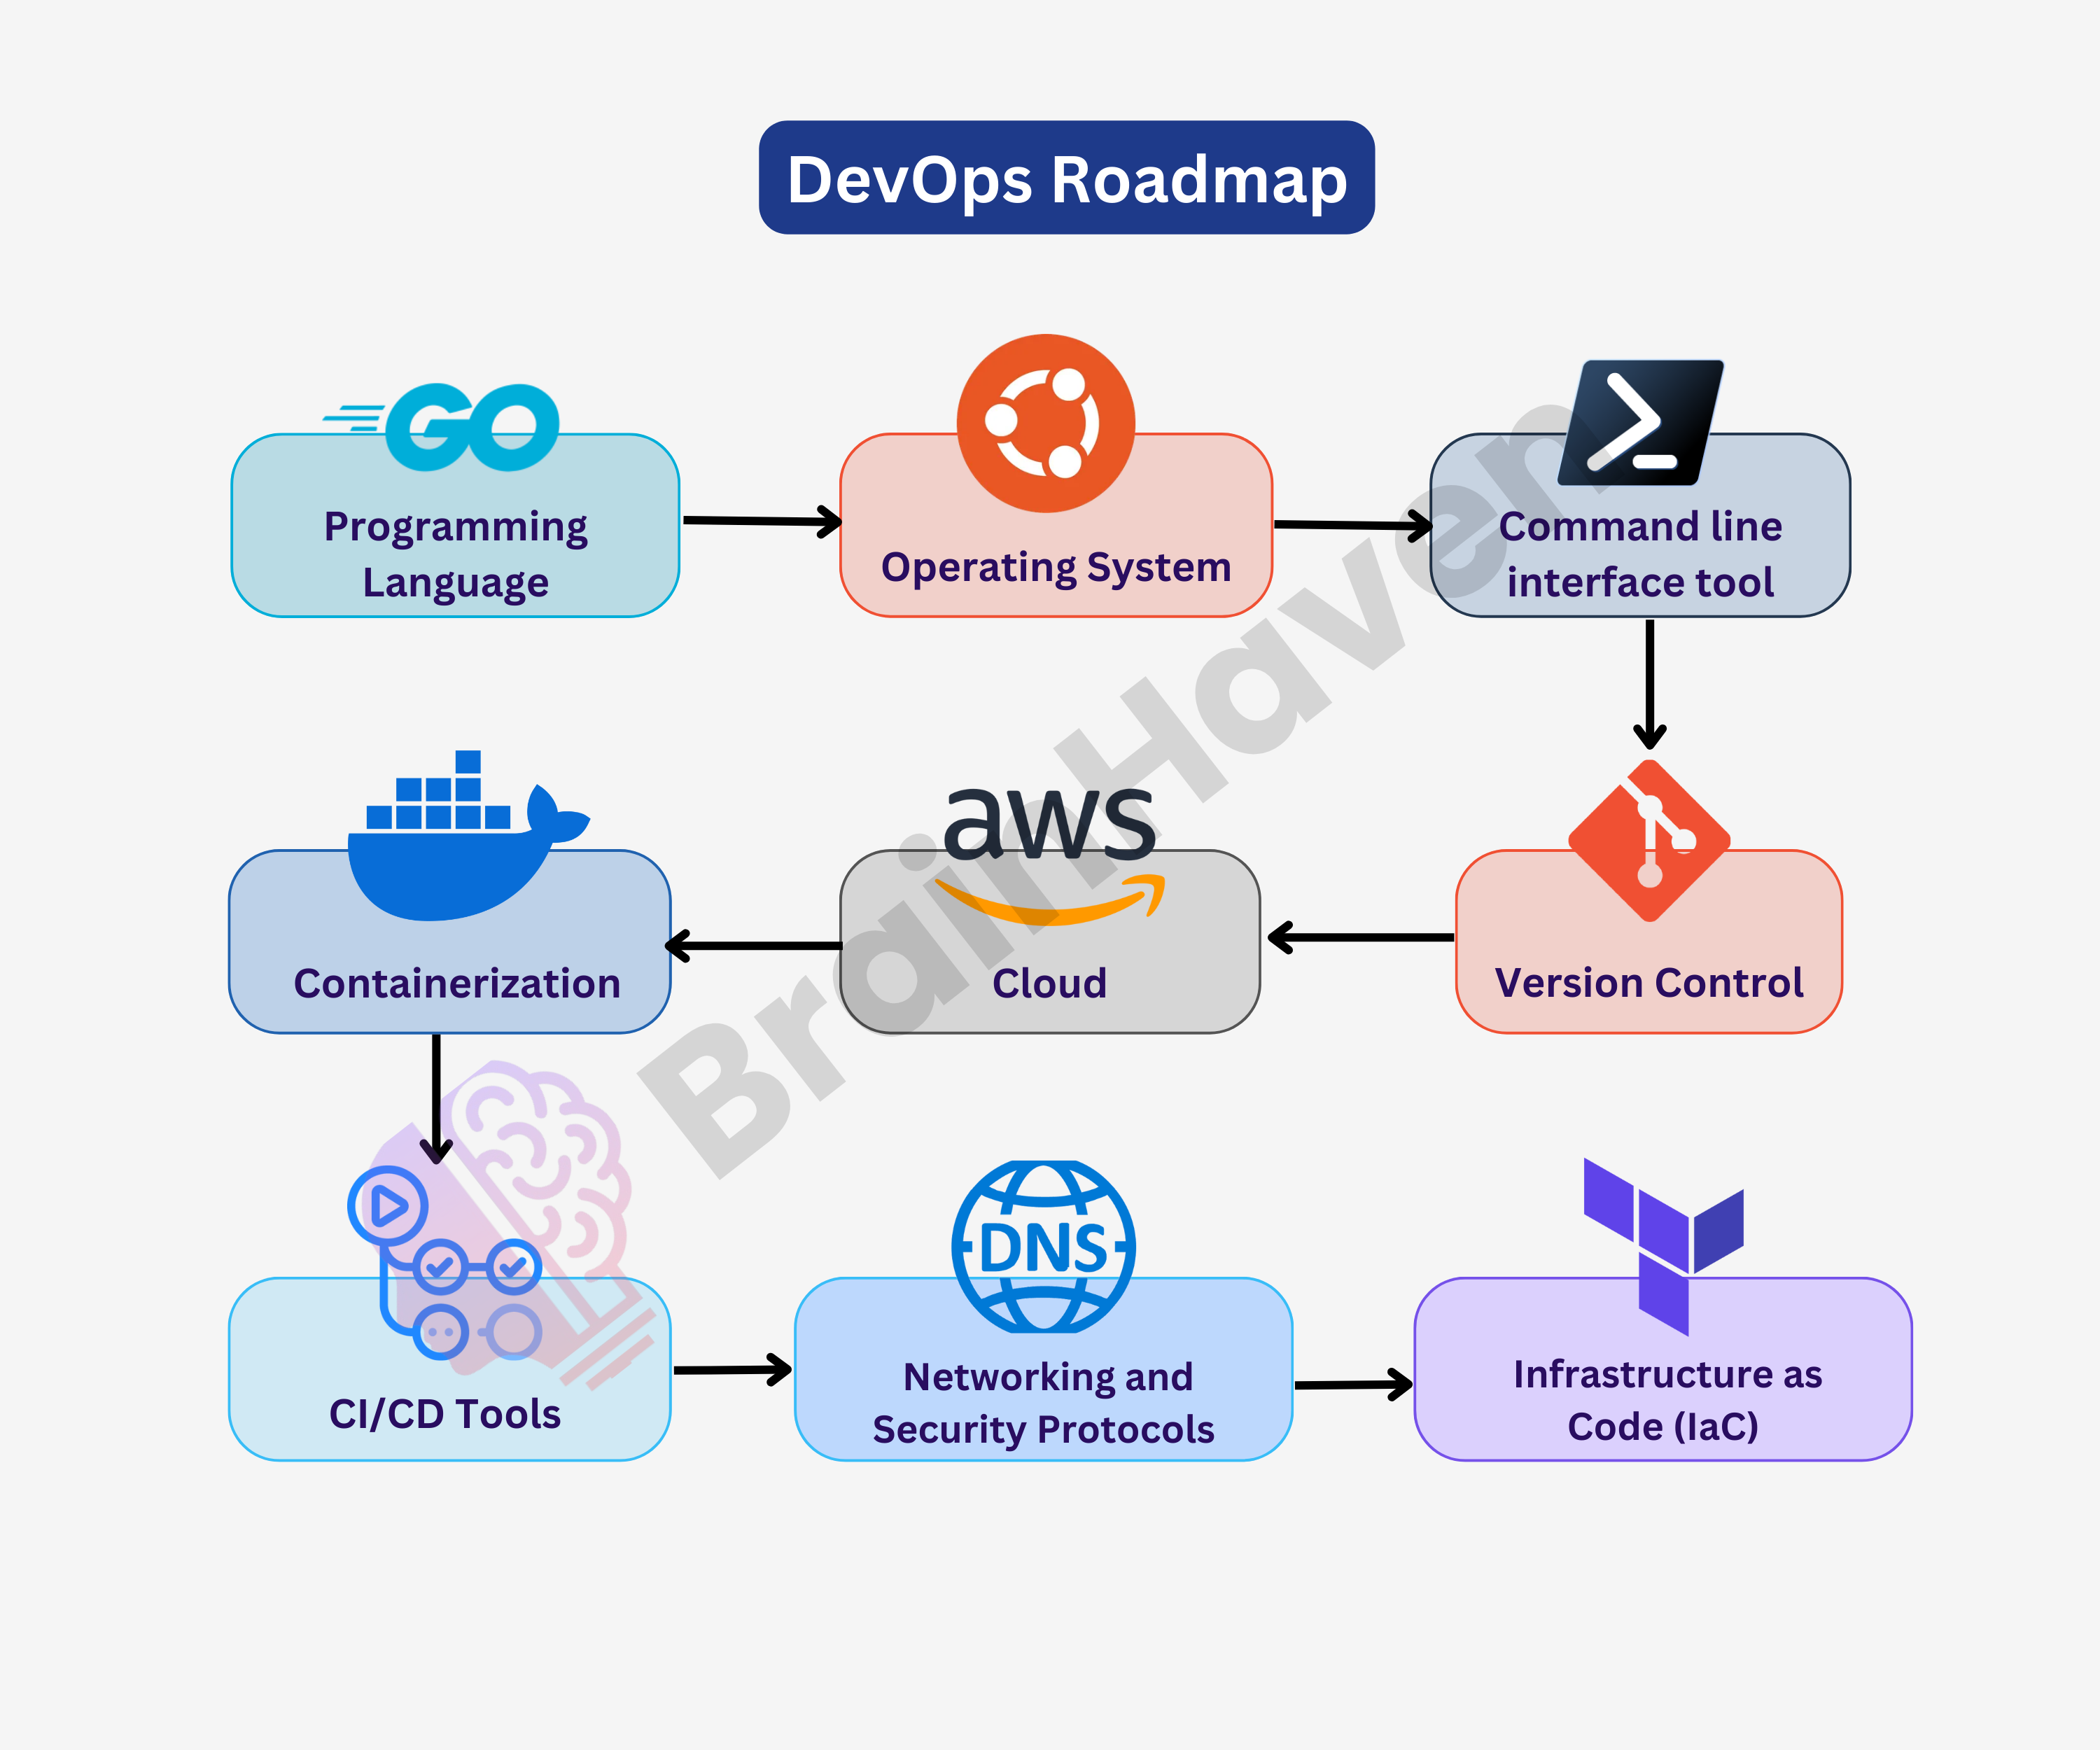 DevOps Roadmap
GO
Programming
Language
Operating System
Command line
interface tool
Version Control
aws
Cloud
Containerization
CI/CD Tools
DNS
Networking and
Security Protocols
Infrastructure as
Code (IaC)
BrainHaven